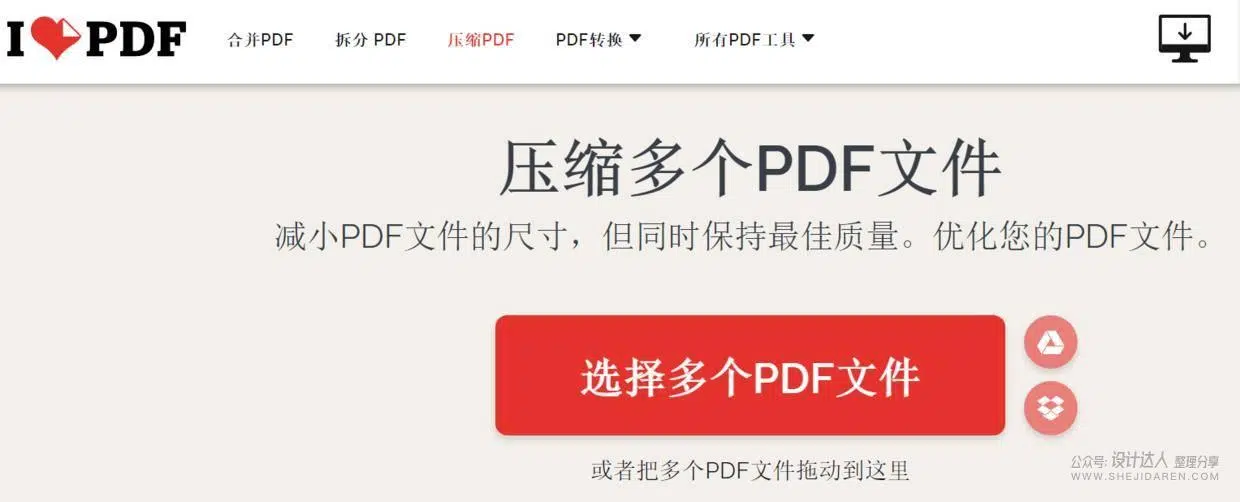 I PDF 合并PDF 拆分 PDF 压缩PDF PDF转换 所有PDF工具
压缩多个PDF文件
减小PDF文件的尺寸，但同时保持最佳质量。优化您的PDF文件。
选择多个PDF文件
或者把多个PDF文件拖动到这里
公众号: 设计达人 整理分享
WWW.SHEJIDAREN.COM